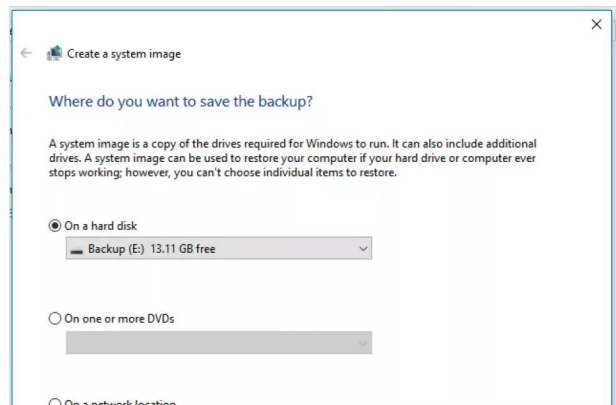 Create a system image
Where do you want to save the backup?
A system image is a copy of the drives required for Windows to run. It can also include additional
drives. A system image can be used to restore your computer if your hard drive or computer ever
stops working; however, you can't choose individual items to restore.
On a hard disk
Backup (E:) 13.11 GB free
On one or more DVDs
On a network location